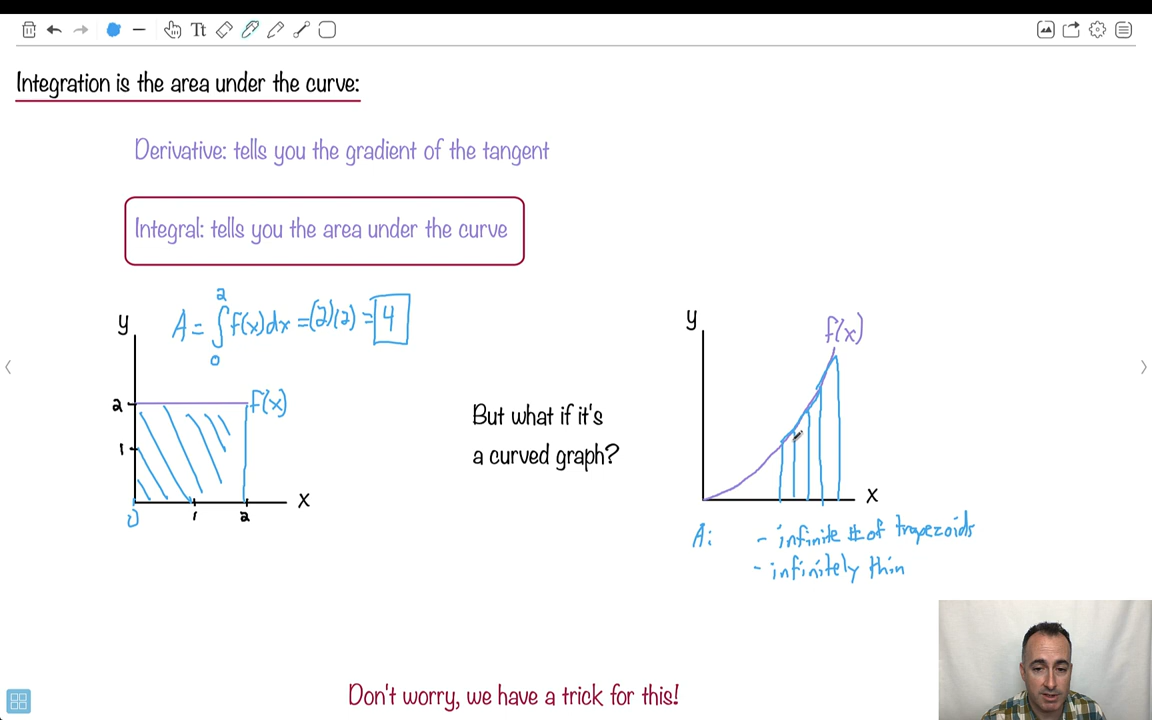 Tt
Integration is the area under the curve:
Derivative: tells you the gradient of the tangent
Integral: tells you the area under the curve
A = ∫₀² f(x)dx = (2)(2) = 4
y
2
f(x)
1
0
1
2
x
But what if it's
a curved graph?
y
f(x)
x
A: - infinite # of trapezoids
- infinitely thin
Don't worry, we have a trick for this!